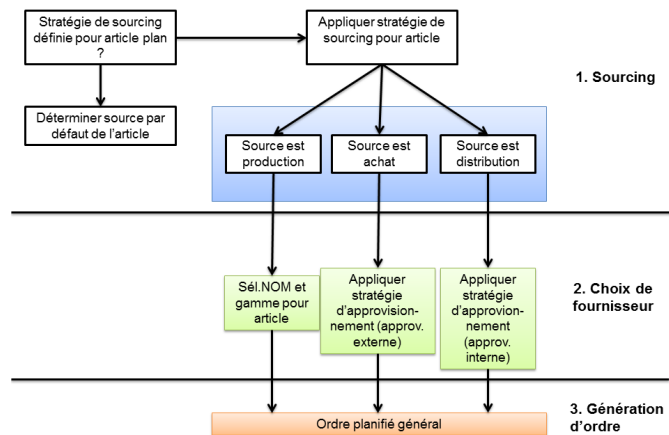 Stratégie de sourcing
définie pour article plan
?
Appliquer stratégie de
sourcing pour article
1. Sourcing
Déterminer source par
défaut de l'article
Source est
production
Source est
achat
Source est
distribution
2. Choix de
fournisseur
Sél.NOM et
gamme pour
article
Appliquer
stratégie
d'approvision-
nement (approv.
externe)
Appliquer
stratégie
d'approvion-
nement
(approv.
interne)
3. Génération
d'ordre
Ordre planifié général